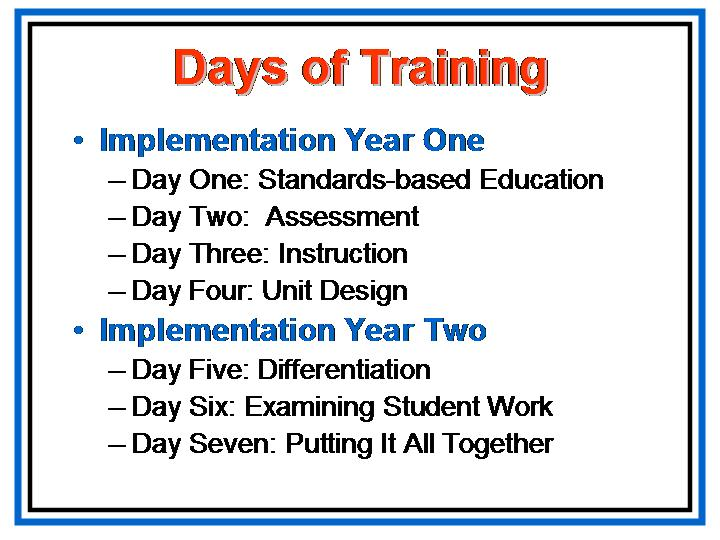 Days of Training
• Implementation Year One
– Day One: Standards-based Education
– Day Two:  Assessment
– Day Three: Instruction
– Day Four: Unit Design
• Implementation Year Two
– Day Five: Differentiation
– Day Six: Examining Student Work
– Day Seven: Putting It All Together